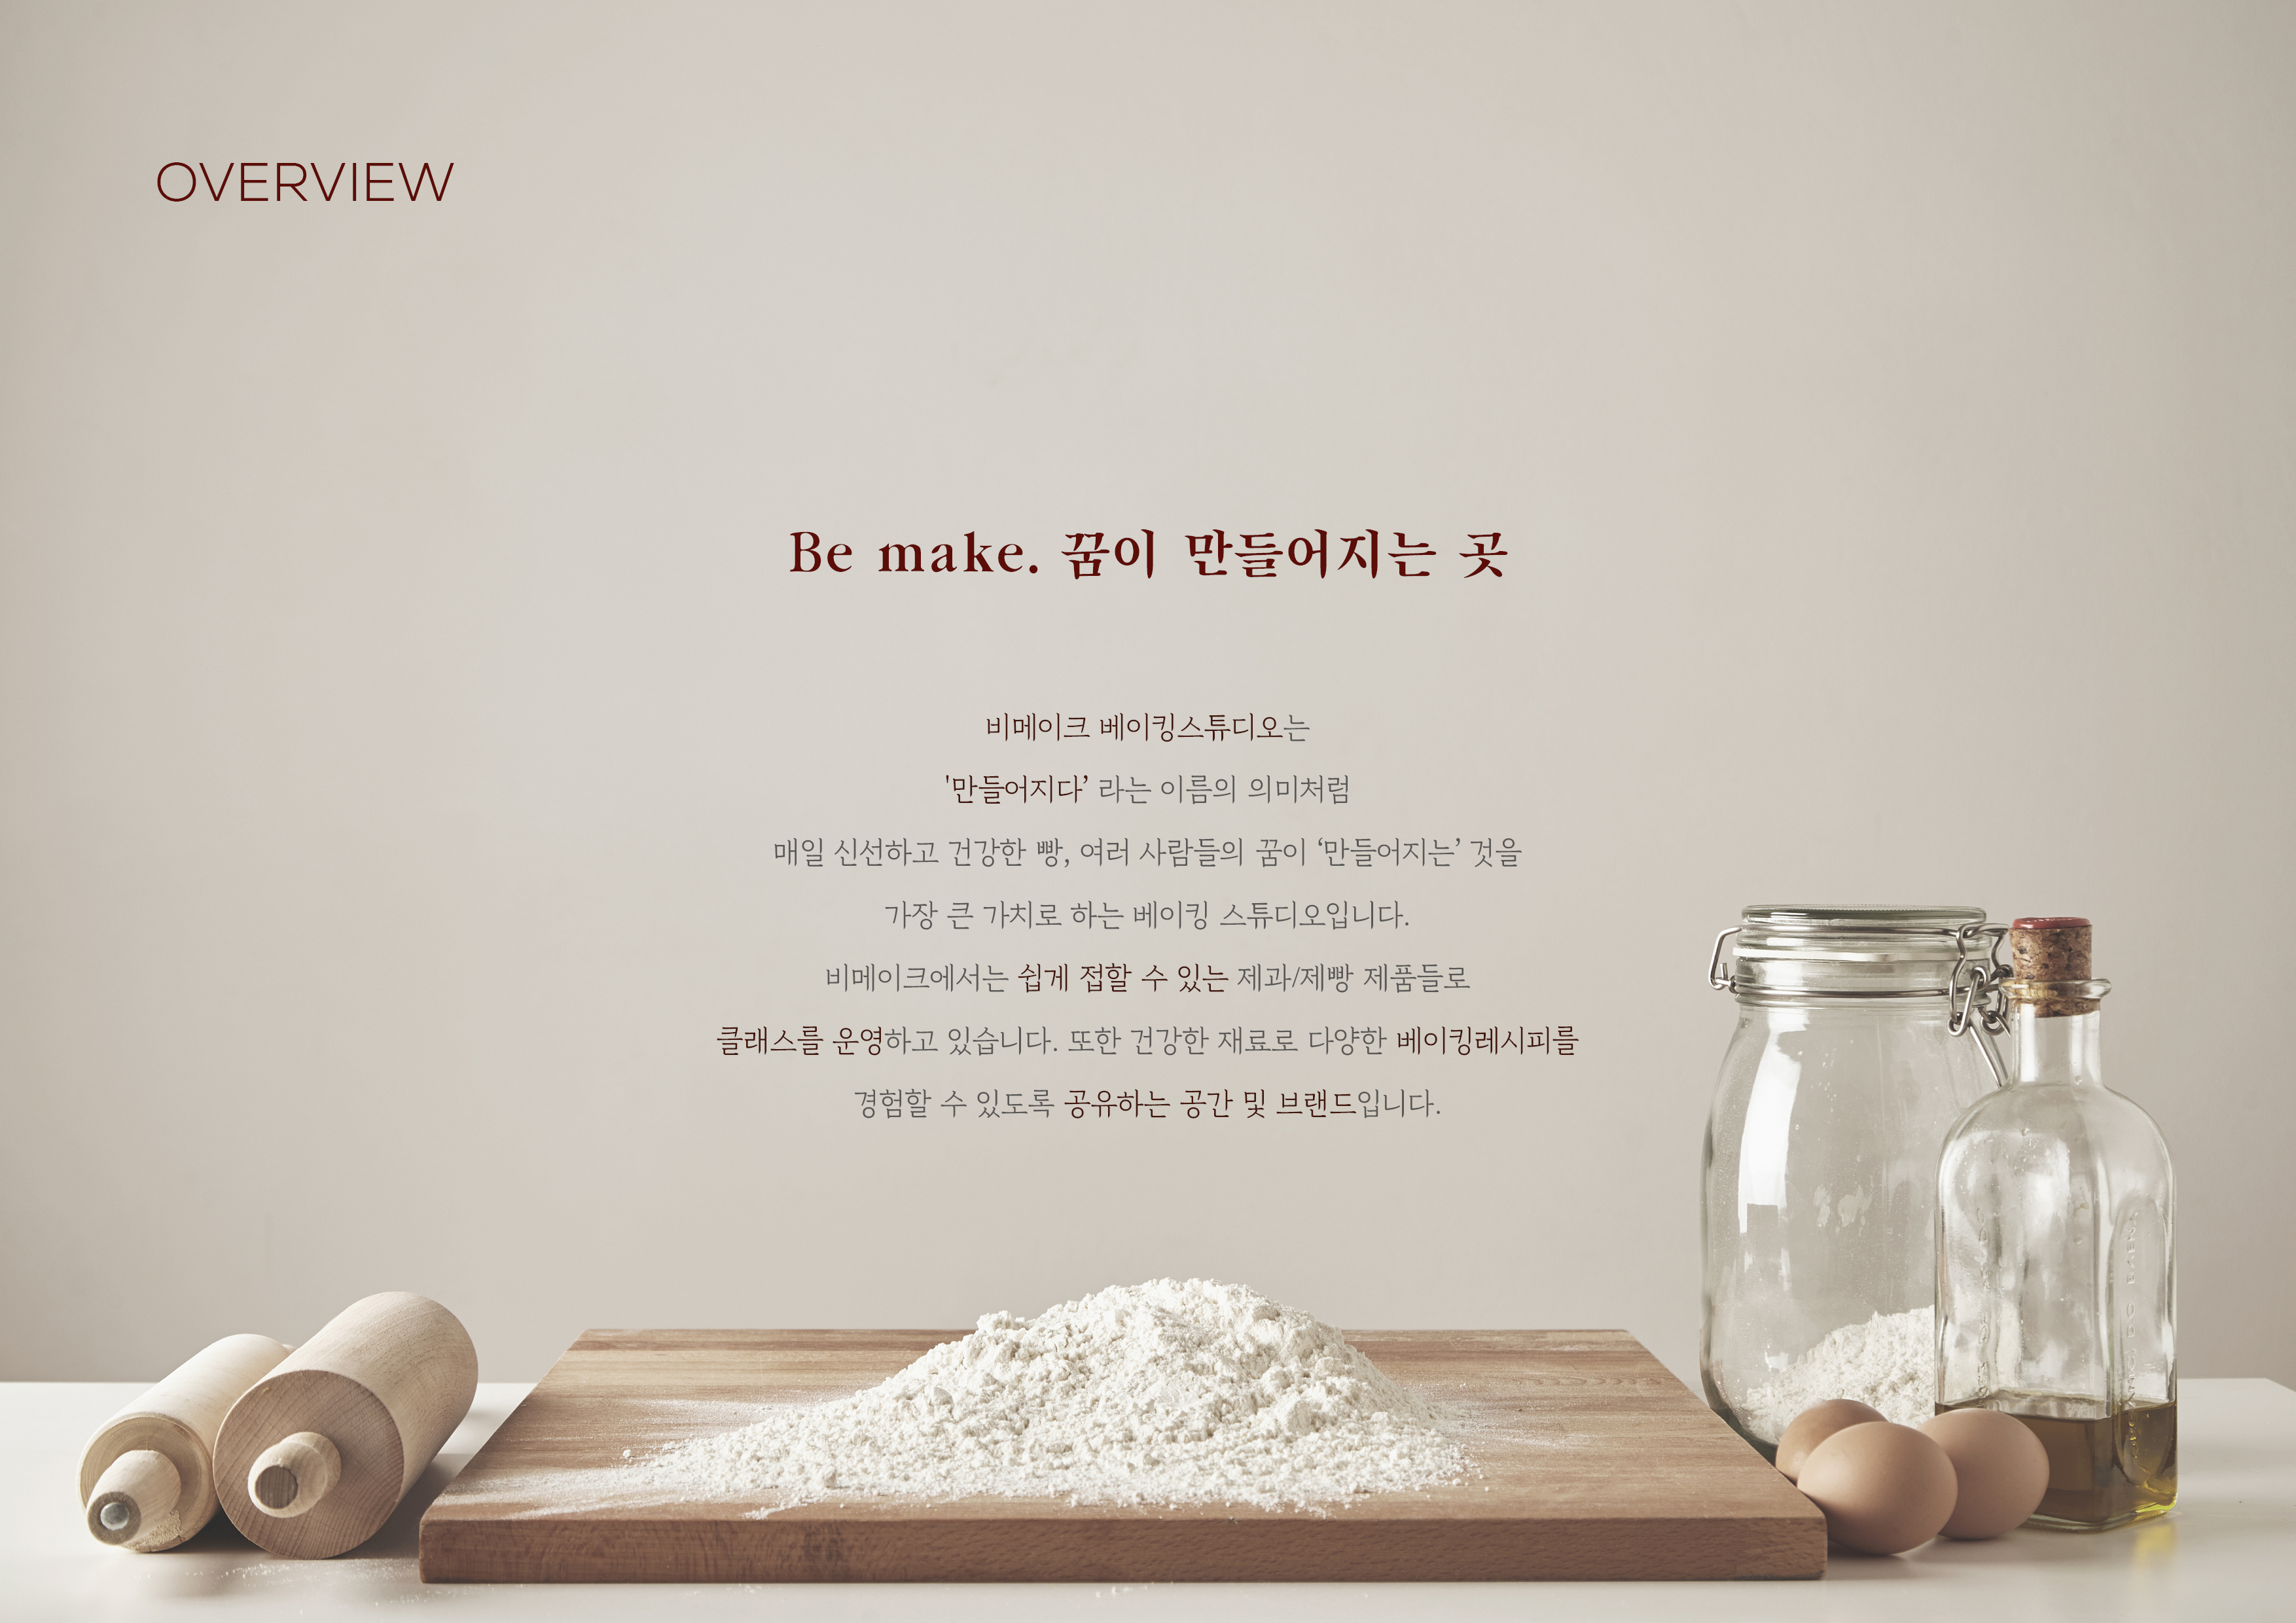 OVERVIEW
Be make. 꿈이 만들어지는 곳
비메이크 베이킹스튜디오는
'만들어지다’ 라는 이름의 의미처럼
매일 신선하고 건강한 빵, 여러 사람들의 꿈이 ‘만들어지는’ 것을
가장 큰 가치로 하는 베이킹 스튜디오입니다.
비메이크에서는 쉽게 접할 수 있는 제과/제빵 제품들로
클래스를 운영하고 있습니다. 또한 건강한 재료로 다양한 베이킹레시피를
경험할 수 있도록 공유하는 공간 및 브랜드입니다.